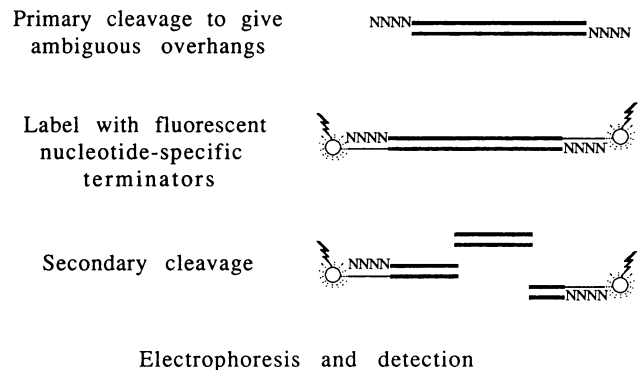 Primary cleavage to give
ambiguous overhangs
NNNN
NNNN
Label with fluorescent
nucleotide-specific
terminators
NNNN
NNNN
Secondary cleavage
NNNN
NNNN
Electrophoresis and detection